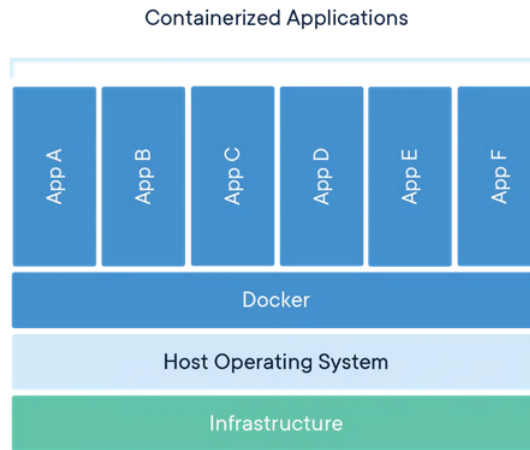 Containerized Applications
App A
App B
App C
App D
App E
App F
Docker
Host Operating System
Infrastructure